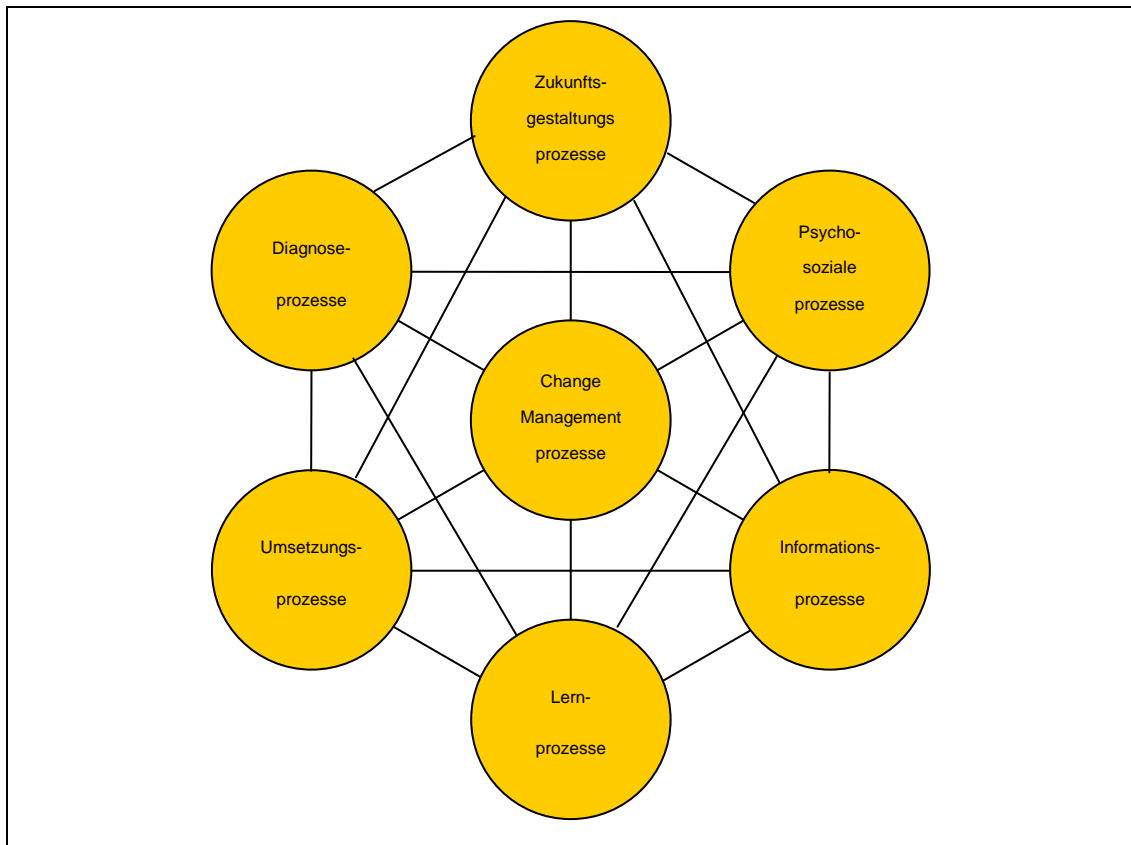 Zukunfts-
gestaltungs
prozesse
Diagnose-
prozesse
Psycho-
soziale
prozesse
Change
Management
prozesse
Umsetzungs-
prozesse
Informations-
prozesse
Lern-
prozesse